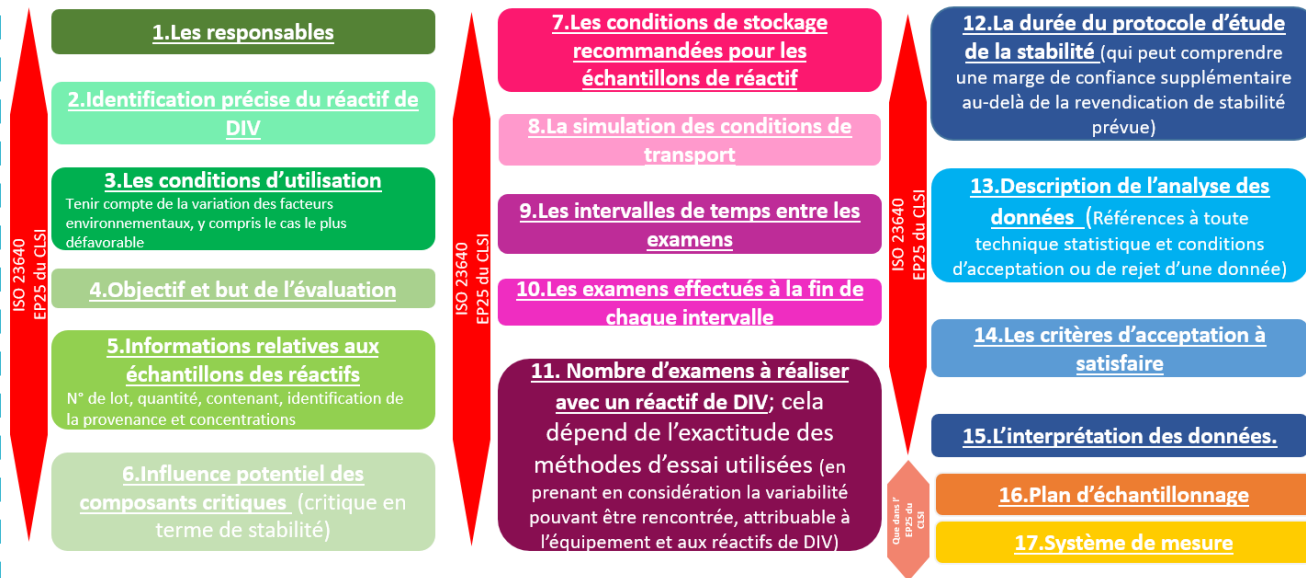 ISO 23640
EP25 du CLSI
1.Les responsables
2.Identification précise du réactif de
DIV
3.Les conditions d'utilisation
Tenir compte de la variation des facteurs
environnementaux, y compris le cas le plus
défavorable
4.Objectif et but de l'évaluation
5.Informations relatives aux
échantillons des réactifs
N° de lot, quantité, contenant, identification de
la provenance et concentrations
6.Influence potentiel des
composants critiques (critique en
terme de stabilité)
ISO 23640
EP25 du CLSI
7.Les conditions de stockage
recommandées pour les
échantillons de réactif
8.La simulation des conditions de
transport
9.Les intervalles de temps entre les
examens
10.Les examens effectués à la fin de
chaque intervalle
11. Nombre d'examens à réaliser
avec un réactif de DIV; cela
dépend de l'exactitude des
méthodes d'essai utilisées (en
prenant en considération la variabilité
pouvant être rencontrée, attribuable à
l'équipement et aux réactifs de DIV)
ISO 23640
EP25 du CLSI
12.La durée du protocole d'étude
de la stabilité (qui peut comprendre
une marge de confiance supplémentaire
au-delà de la revendication de stabilité
prévue)
13.Description de l'analyse des
données (Références à toute
technique statistique et conditions
d'acceptation ou de rejet d'une donnée)
14.Les critères d'acceptation à
satisfaire
15.L'interprétation des données.
Que dans l'
EP25 du
CLSI
16.Plan d'échantillonnage
17.Système de mesure